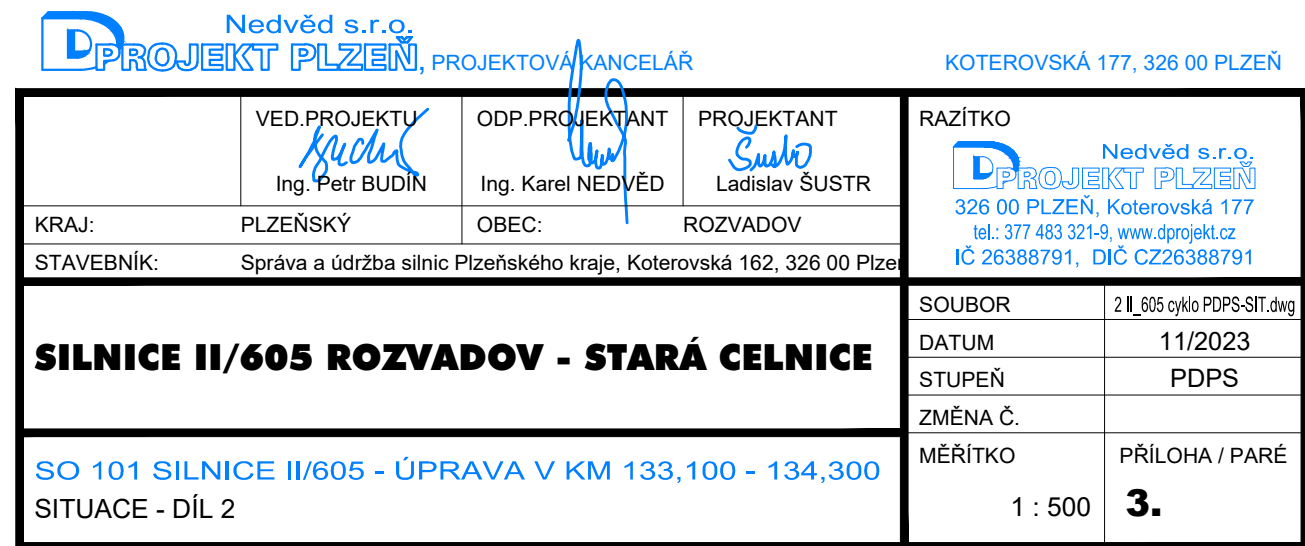 Nedvěd s.r.o.
DPROJEKT PLZEŇ, PROJEKTOVÁ KANCELÁŘ
KOTEROVSKÁ 177, 326 00 PLZEŇ
VED.PROJEKTU
Ing. Petr BUDÍN
ODP.PROJEKTANT
Ing. Karel NEDVĚD
PROJEKTANT
Šustr
Ladislav ŠUSTR
RAZÍTKO
Nedvěd s.r.o.
DPROJEKT PLZEŇ
326 00 PLZEŇ, Koterovská 177
tel.: 377 483 321-9, www.dprojekt.cz
IČ 26388791, DIČ CZ26388791
KRAJ: PLZEŇSKÝ OBEC: ROZVADOV
STAVEBNÍK: Správa a údržba silnic Plzeňského kraje, Koterovská 162, 326 00 Plzeň
SILNICE II/605 ROZVADOV - STARÁ CELNICE
SO 101 SILNICE II/605 - ÚPRAVA V KM 133,100 - 134,300
SITUACE - DÍL 2
SOUBOR 2 II_605 cyklo PDPS-SIT.dwg
DATUM 11/2023
STUPEŇ PDPS
ZMĚNA Č.
MĚŘÍTKO
1 : 500
PŘÍLOHA / PARÉ
3.